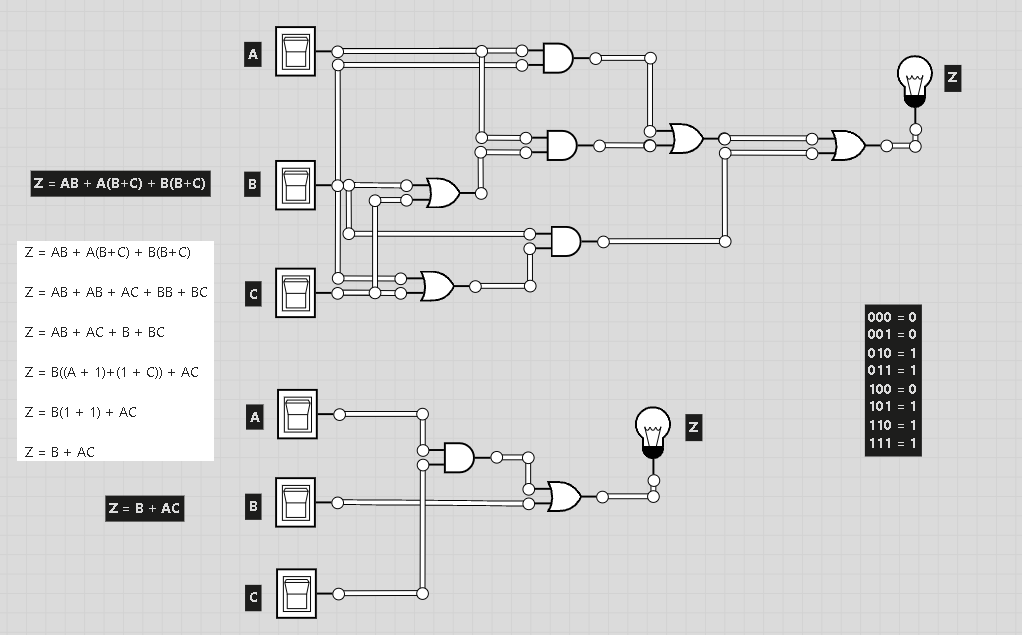 A
Z
B
Z = AB + A(B+C) + B(B+C)
Z = AB + A(B+C) + B(B+C)
Z = AB + AB + AC + BB + BC
Z = AB + AC + B + BC
Z = B((A + 1)+(1 + C)) + AC
Z = B(1 + 1) + AC
Z = B + AC
C
000 = 0
001 = 0
010 = 1
011 = 1
100 = 0
101 = 1
110 = 1
111 = 1
A
Z
B
Z = B + AC
C